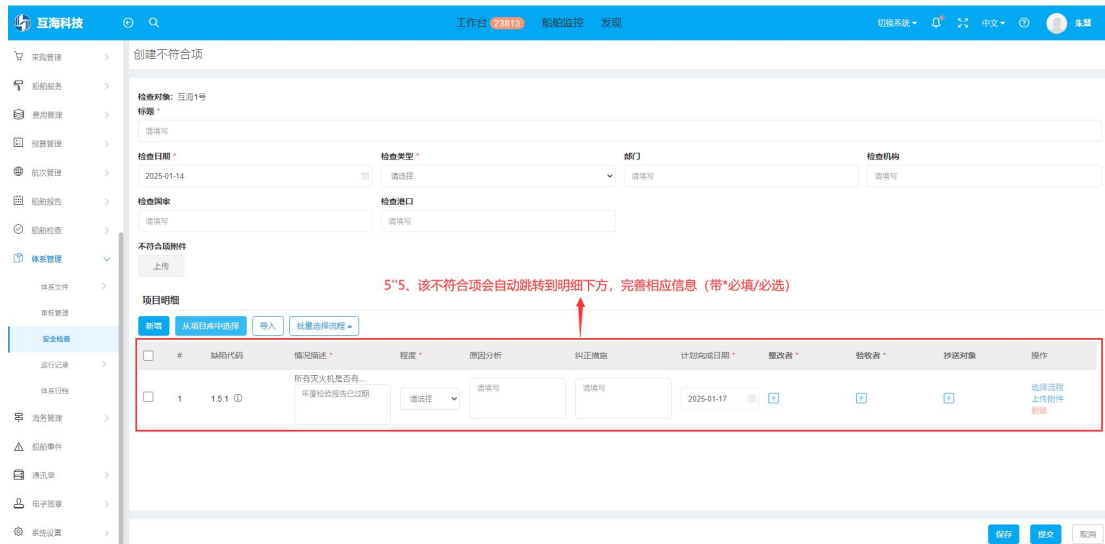 互海科技
工作台 23813 船舶监控 发现
切换系统 中文 朱慧
采购管理
船舶服务
费用管理
预算管理
航次管理
船舶报告
船舶检查
体系管理
体系文件
审核管理
安全检查
运行记录
体系归档
海务管理
船舶事件
通讯录
电子签章
系统设置
创建不符合项
检查对象: 互海1号
标题 *
请填写
检查日期 * 检查类型 * 部门 检查机构
2025-01-14 请选择 请填写 请填写
检查国家 检查港口
请填写 请填写
不符合项附件
上传
5''5、该不符合项会自动跳转到明细下方，完善相应信息（带*必填/必选）
项目明细
新增 从项目库中选择 导入 批量选择流程
# 缺陷代码 情况描述 * 程度 * 原因分析 纠正措施 计划完成日期 * 整改者 * 验收者 * 抄送对象 操作
所有灭火机是否有...
1 1.5.1 年度检验报告已过期 请选择 请填写 请填写 2025-01-17 选择流程
上传附件
删除
保存 提交 取消